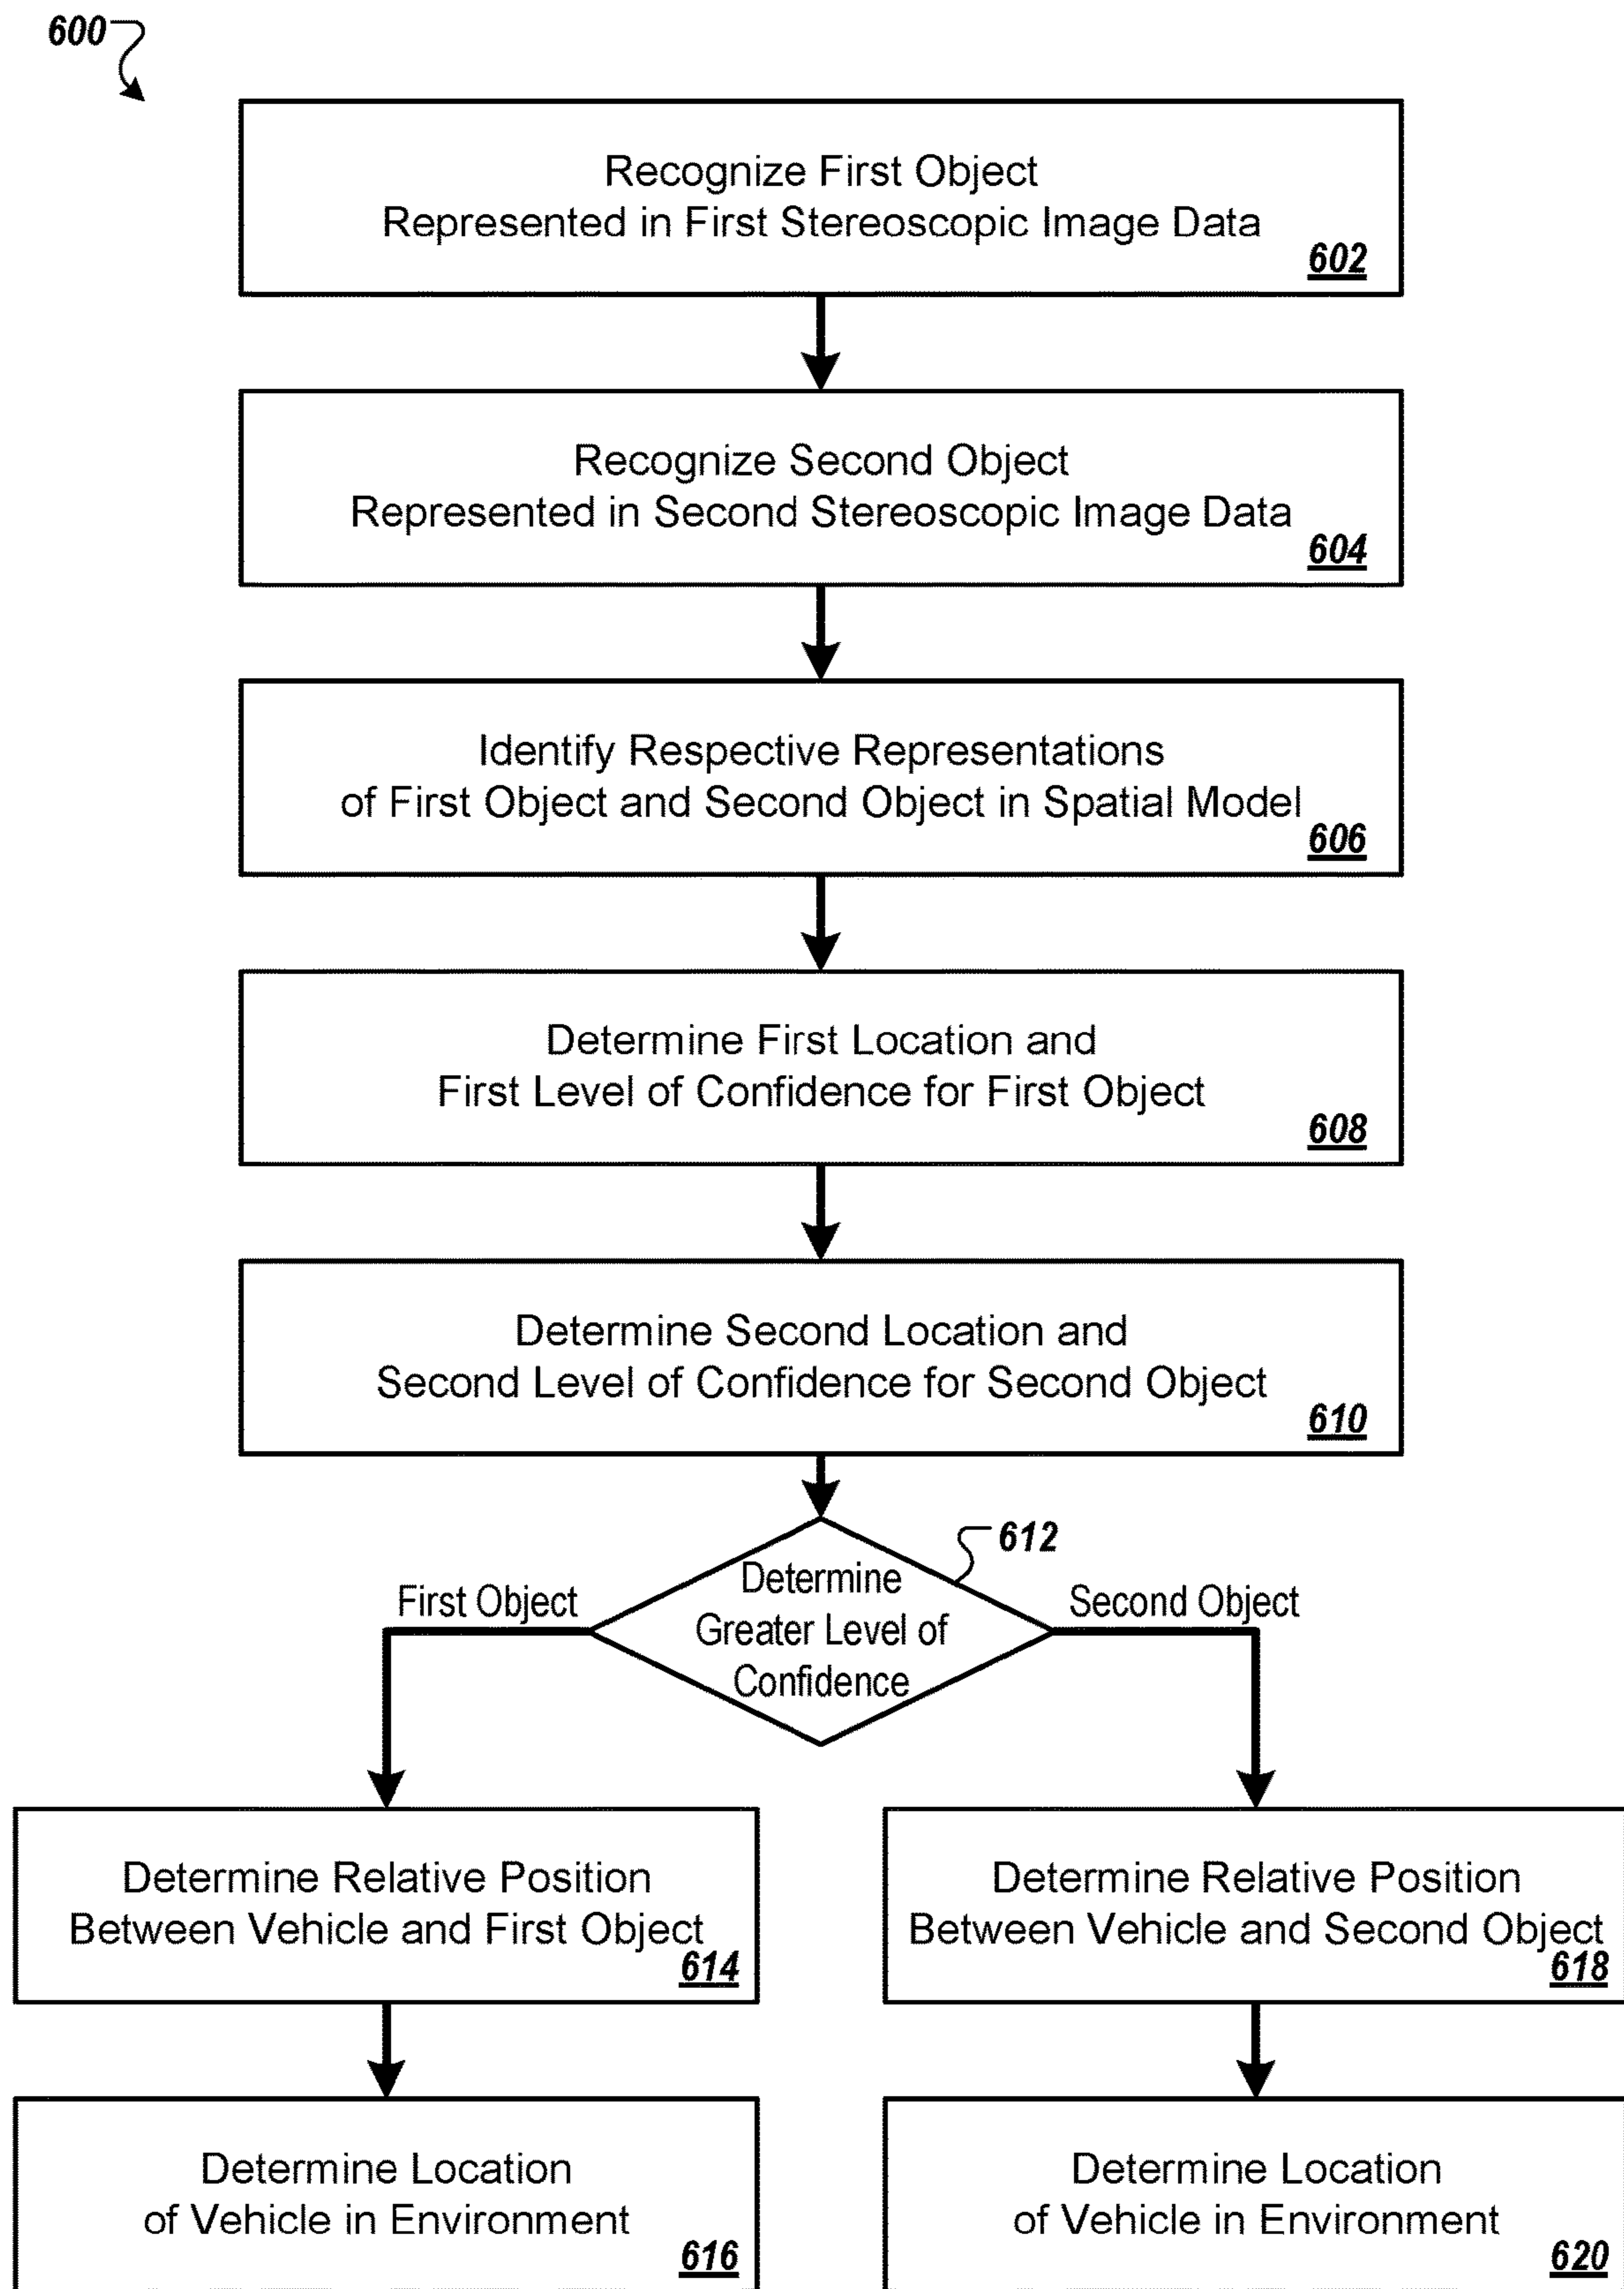 600
Recognize First Object
Represented in First Stereoscopic Image Data
602
Recognize Second Object
Represented in Second Stereoscopic Image Data
604
Identify Respective Representations
of First Object and Second Object in Spatial Model
606
Determine First Location and
First Level of Confidence for First Object
608
Determine Second Location and
Second Level of Confidence for Second Object
610
612
Determine
Greater Level of
Confidence
First Object
Second Object
Determine Relative Position
Between Vehicle and First Object
614
Determine Relative Position
Between Vehicle and Second Object
618
Determine Location
of Vehicle in Environment
616
Determine Location
of Vehicle in Environment
620